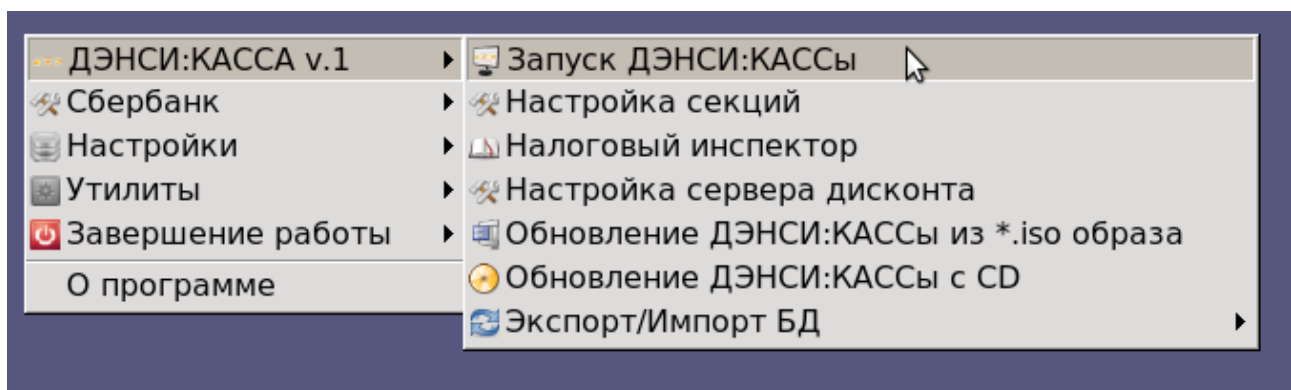 ДЭНСИ:КАССА v.1
Сбербанк
Настройки
Утилиты
Завершение работы
О программе
Запуск ДЭНСИ:КАССы
Настройка секций
Налоговый инспектор
Настройка сервера дисконта
Обновление ДЭНСИ:КАССы из *.iso образа
Обновление ДЭНСИ:КАССы с CD
Экспорт/Импорт БД